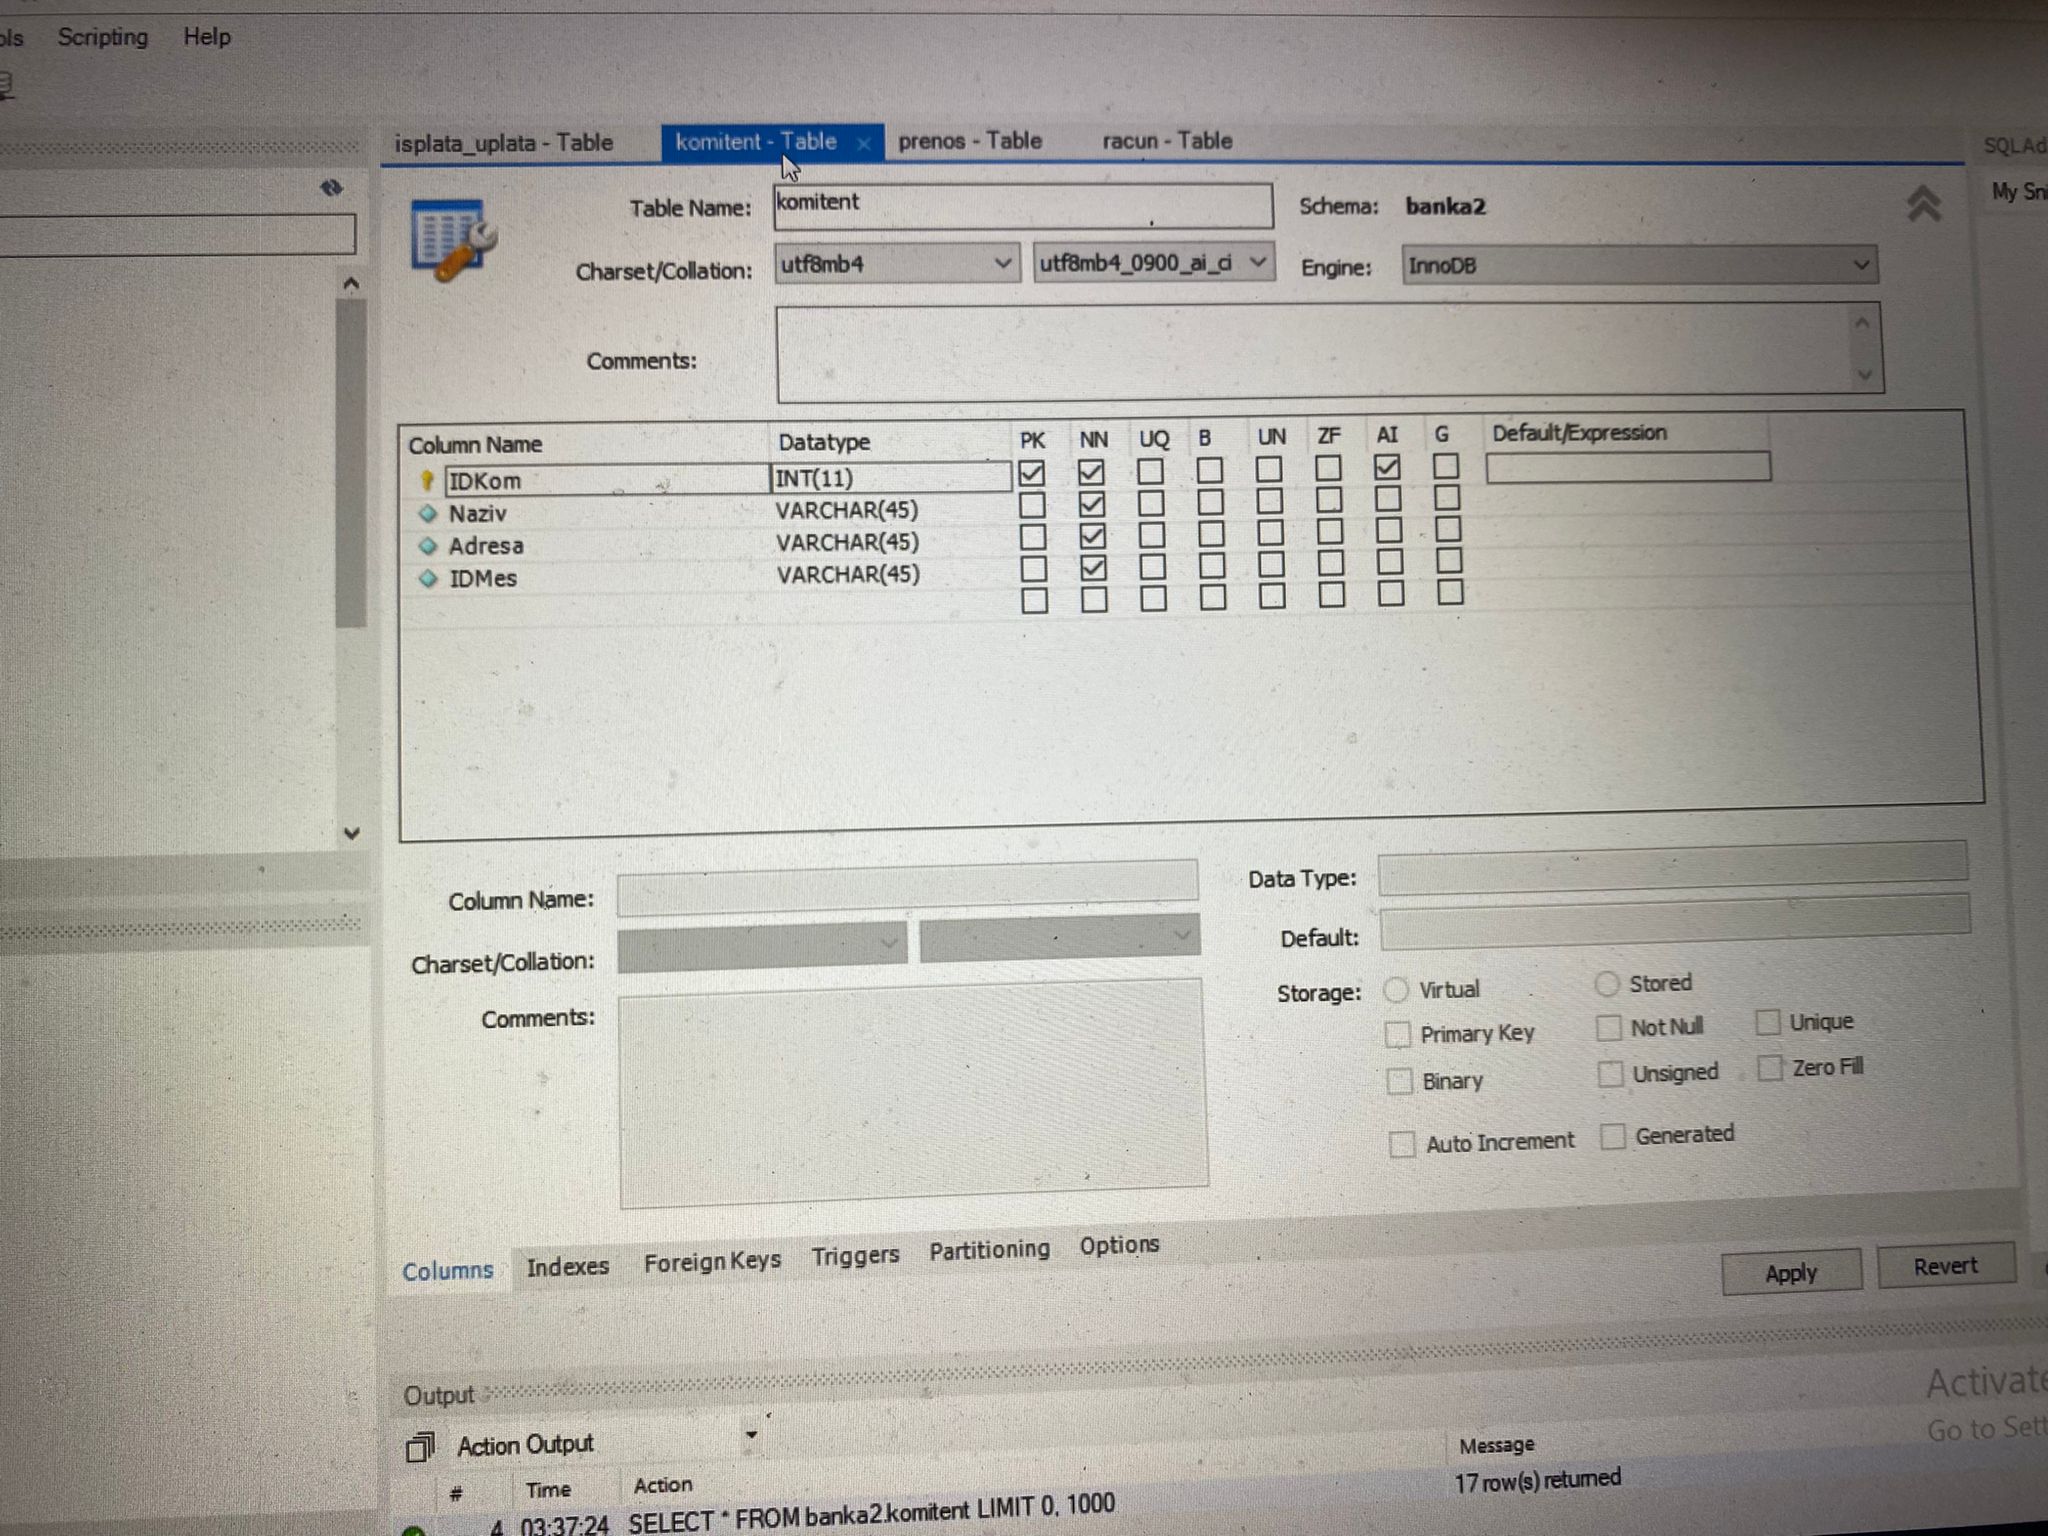 ols Scripting Help
isplata_uplata - Table komitent - Table prenos - Table racun - Table
SQLAd
My Sni
Table Name: komitent Schema: banka2
Charset/Collation: utf8mb4 utf8mb4_0900_ai_ci Engine: InnoDB
Comments:
Column Name Datatype PK NN UQ B UN ZF AI G Default/Expression
IDKom INT(11)
Naziv VARCHAR(45)
Adresa VARCHAR(45)
IDMes VARCHAR(45)
Column Name: Data Type:
Charset/Collation: Default:
Comments: Storage: Virtual Stored
Primary Key Not Null Unique
Binary Unsigned Zero Fill
Auto Increment Generated
Columns Indexes Foreign Keys Triggers Partitioning Options
Apply Revert
Output
Activate
Go to Sett
Action Output
# Time Action Message
4 03:37:24 SELECT * FROM banka2.komitent LIMIT 0, 1000 17 row(s) returned